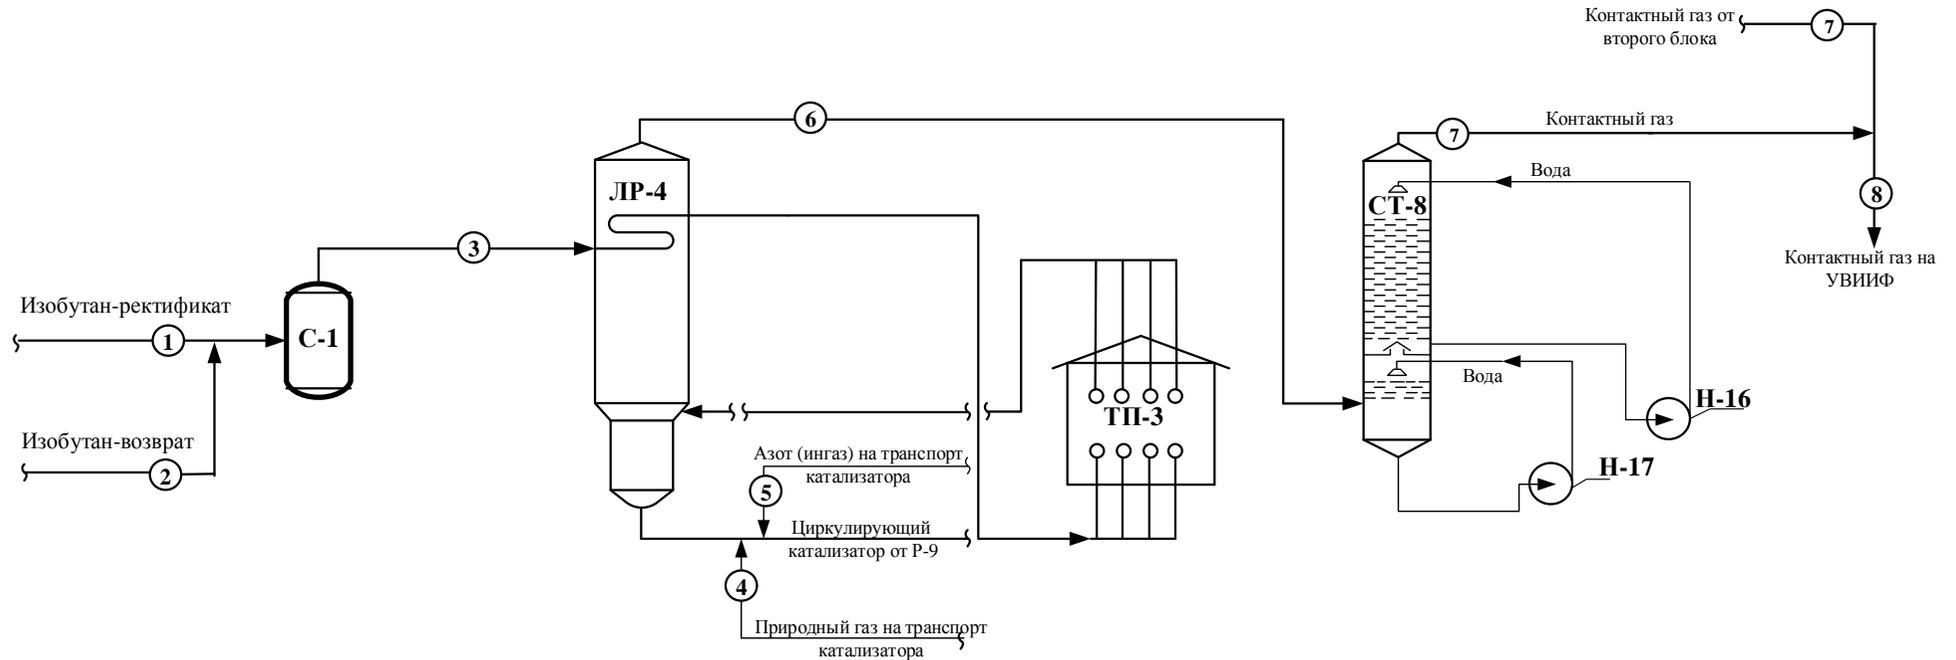 Контактный газ от
второго блока
7
6
7
Контактный газ
Вода
ЛР-4
СТ-8
8
3
Контактный газ на
УВИИФ
Изобутан-ректификат
1
С-1
Вода
Н-16
ТП-3
Изобутан-возврат
2
Азот (ингаз) на транспорт
катализатора
5
Н-17
Циркулирующий
катализатор от Р-9
4
Природный газ на транспорт
катализатора